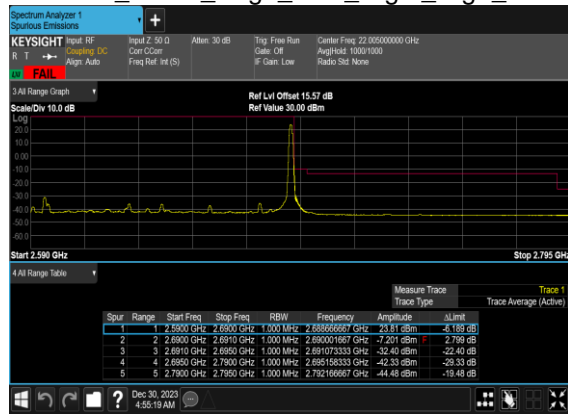 Spectrum Analyzer 1
Spurious Emissions
+
KEYSIGHT Input: RF Input Z: 50 Ω Atten: 30 dB Trig: Free Run Center Freq: 22.005000000 GHz
R T Coupling: DC Corr CCorr Gate: Off Avg|Hold: 1000/1000
Align: Auto Freq Ref: Int (S) IF Gain: Low Radio Std: None
LV FAIL
3 All Range Graph Ref Lvl Offset 15.57 dB
Scale/Div 10.0 dB Ref Value 30.00 dBm
Log
20.0
10.0
0.00
-10.0
-20.0
-30.0
-40.0
-50.0
-60.0
Start 2.590 GHz Stop 2.795 GHz
4 All Range Table
Measure Trace Trace 1
Trace Type Trace Average (Active)
Spur Range Start Freq Stop Freq RBW Frequency Amplitude ΔLimit
1 1 2.5900 GHz 2.6900 GHz 1.000 MHz 2.688666667 GHz 23.81 dBm -6.189 dB
2 2 2.6900 GHz 2.6910 GHz 1.000 MHz 2.690001667 GHz -7.201 dBm F 2.799 dB
3 3 2.6910 GHz 2.6950 GHz 1.000 MHz 2.691073333 GHz -32.40 dBm -22.40 dB
4 4 2.6950 GHz 2.7900 GHz 1.000 MHz 2.695158333 GHz -42.33 dBm -29.33 dB
5 5 2.7900 GHz 2.7950 GHz 1.000 MHz 2.792166667 GHz -44.48 dBm -19.48 dB
? Dec 30, 2023
4:55:19 AM